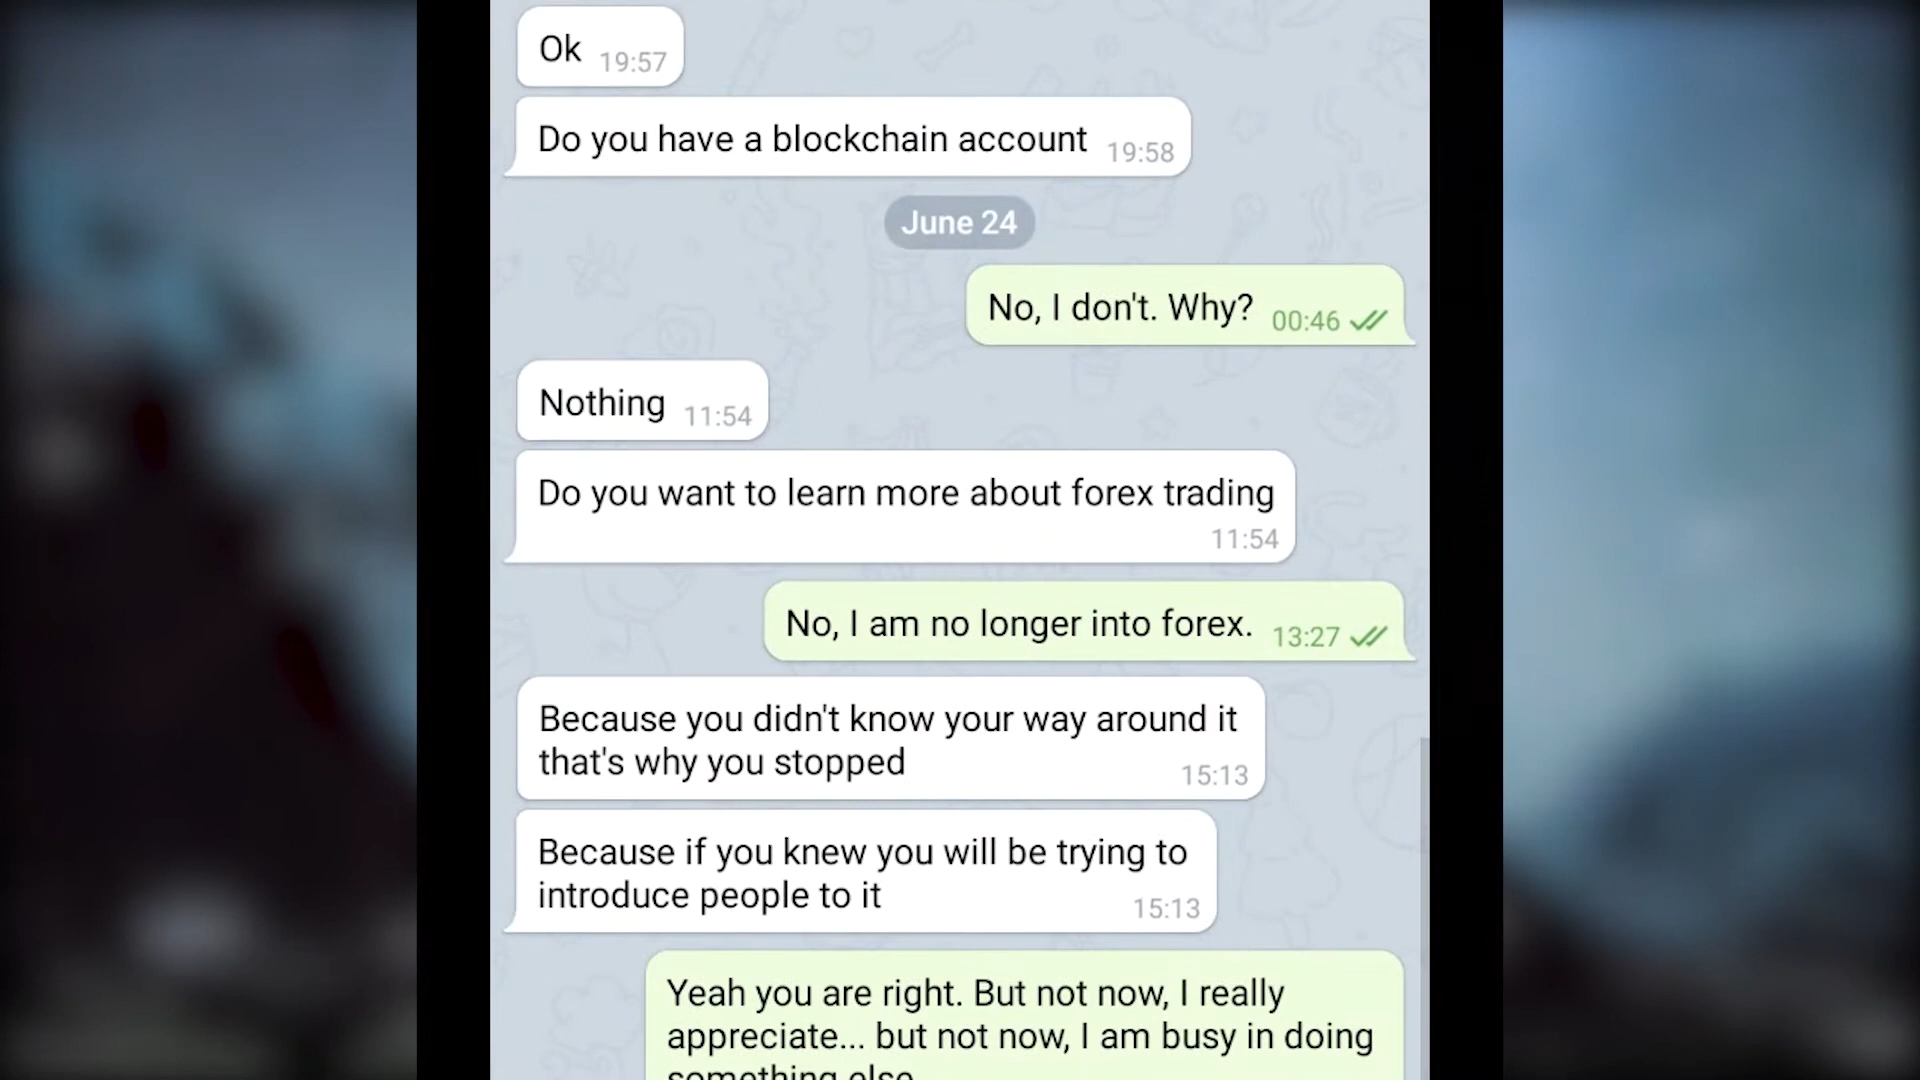 Ok 19:57
Do you have a blockchain account 19:58
June 24
No, I don't. Why? 00:46
Nothing 11:54
Do you want to learn more about forex trading
11:54
No, I am no longer into forex. 13:27
Because you didn't know your way around it
that's why you stopped 15:13
Because if you knew you will be trying to
introduce people to it 15:13
Yeah you are right. But not now, I really
appreciate... but not now, I am busy in doing
something else